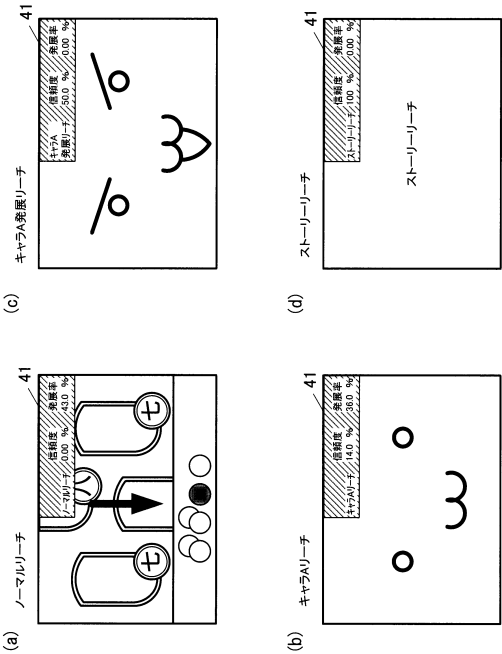 (a)
ノーマルリーチ
41
信頼度 発展率
ノーマルリーチ 0.00 % 43.0 %
七 七
(b)
キャラAリーチ
41
信頼度 発展率
キャラAリーチ 14.0 % 36.0 %
(c)
キャラA発展リーチ
41
キャラA 信頼度 発展率
発展リーチ 50.0 % 0.00 %
(d)
ストーリーリーチ
41
信頼度 発展率
ストーリーリーチ 100 % 0.00 %
ストーリーリーチ